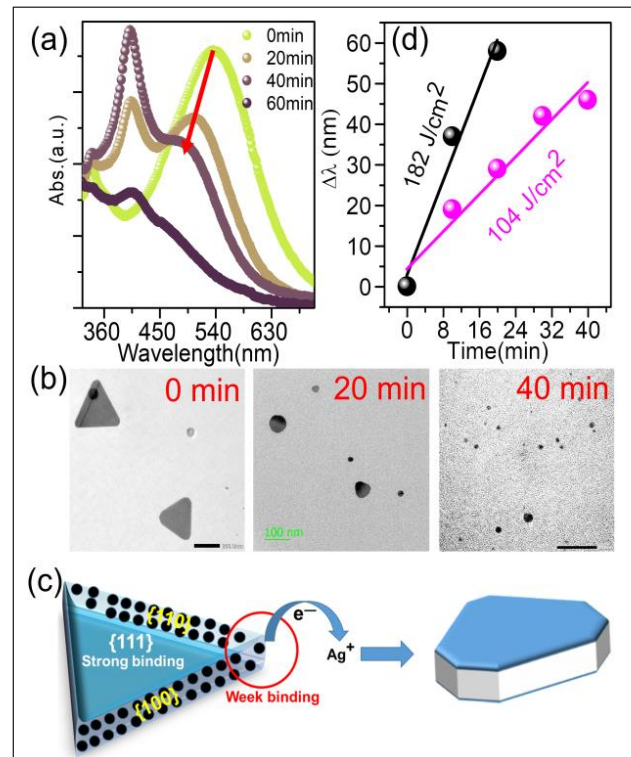 (a)
Abs.(a.u.)
0min
20min
40min
60min
360 450 540 630
Wavelength(nm)
(d)
Δλ (nm)
60
50
40
30
20
10
0
182 J/cm²
104 J/cm²
0 8 16 24 32 40
Time(min)
(b)
0 min
20 min
100 nm
40 min
(c)
{110}
{111}
Strong binding
{100}
Week binding
e—
Ag⁺